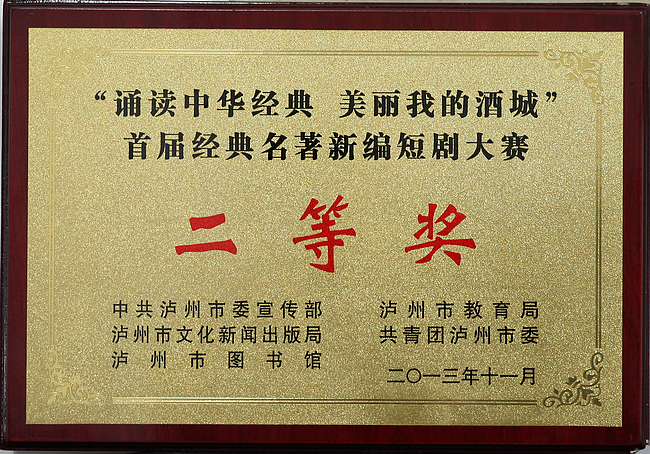 “诵读中华经典 美丽我的酒城”
首届经典名著新编短剧大赛
二等奖
中共泸州市委宣传部
泸州市文化新闻出版局
泸州市图书馆
泸州市教育局
共青团泸州市委
二〇一三年十一月